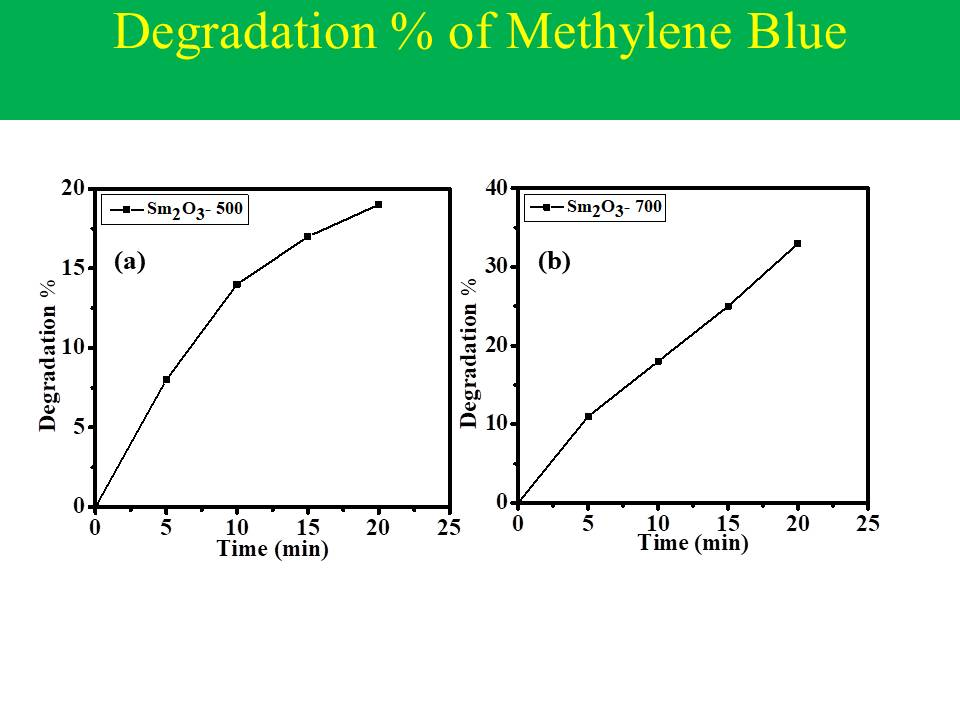 Degradation % of Methylene Blue
20
15
10
5
0
0 5 10 15 20 25
Degradation %
Time (min)
Sm2O3- 500
(a)
40
30
20
10
0
0 5 10 15 20 25
Degradation %
Time (min)
Sm2O3- 700
(b)